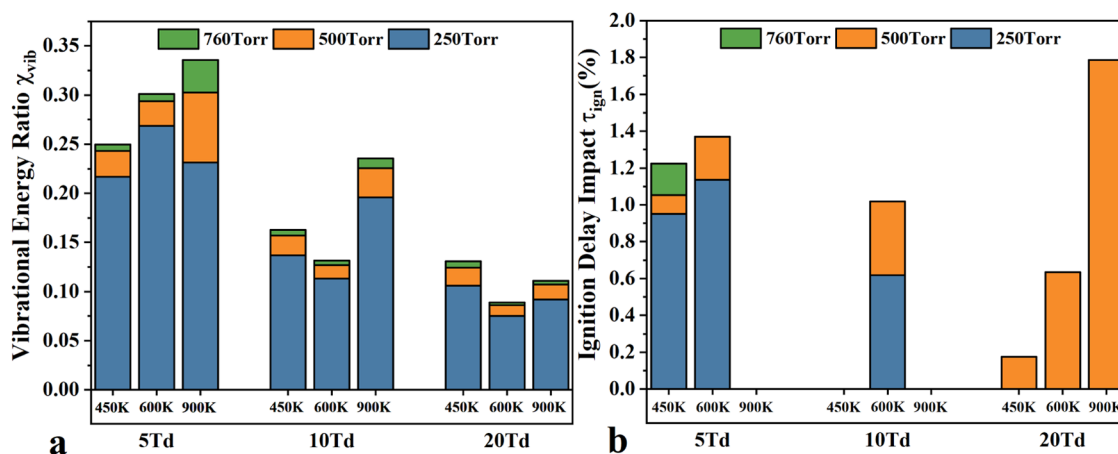 760Torr 500Torr 250Torr
Vibrational Energy Ratio χvib
0.35
0.30
0.25
0.20
0.15
0.10
0.05
0.00
450K 600K 900K 450K 600K 900K 450K 600K 900K
5Td 10Td 20Td
a
760Torr 500Torr 250Torr
Ignition Delay Impact τign(%)
2.0
1.8
1.6
1.4
1.2
1.0
0.8
0.6
0.4
0.2
0.0
450K 600K 900K 450K 600K 900K 450K 600K 900K
5Td 10Td 20Td
b